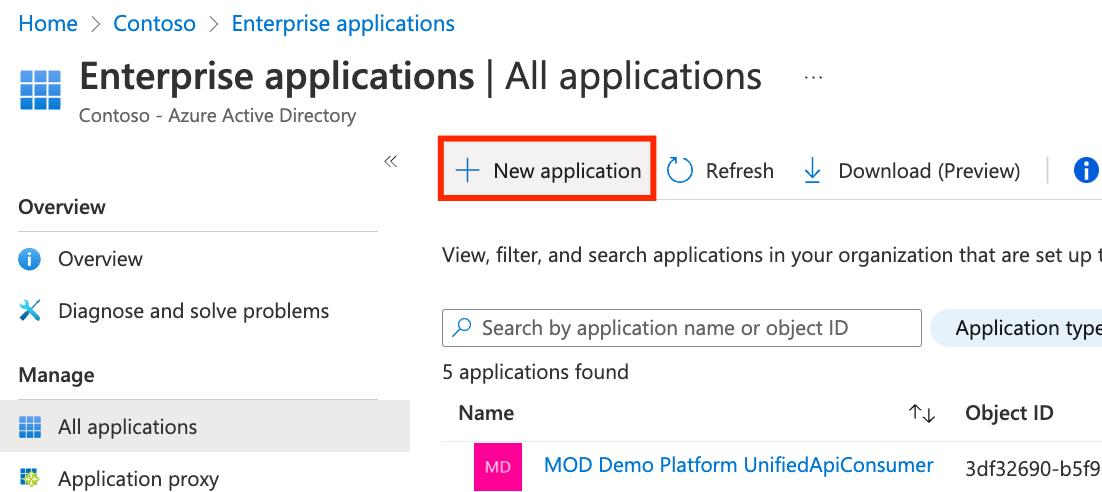 Home > Contoso > Enterprise applications
Enterprise applications | All applications ...
Contoso - Azure Active Directory
«
New application Refresh Download (Preview)
Overview
Overview
Diagnose and solve problems
Manage
All applications
Application proxy
View, filter, and search applications in your organization that are set up
Search by application name or object ID Application type
5 applications found
Name Object ID
MD MOD Demo Platform UnifiedApiConsumer 3df32690-b5f9